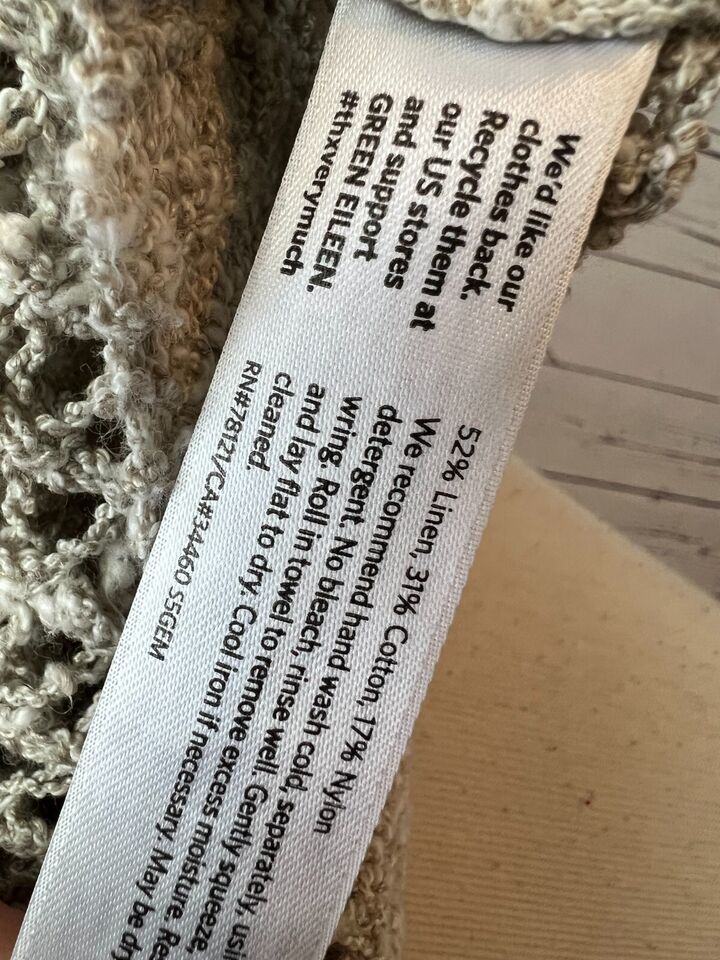 We'd like our
clothes back.
Recycle them at
our US stores
and support
GREEN EILEEN.
#thxverymuch
52% Linen, 31% Cotton, 17% Nylon
We recommend hand wash cold, separately, usi
detergent. No bleach, rinse well. Gently squeeze,
wring. Roll in towel to remove excess moisture. Res
and lay flat to dry. Cool iron if necessary. May be dry
cleaned.
RN#78121/CA#34460 S5GEM